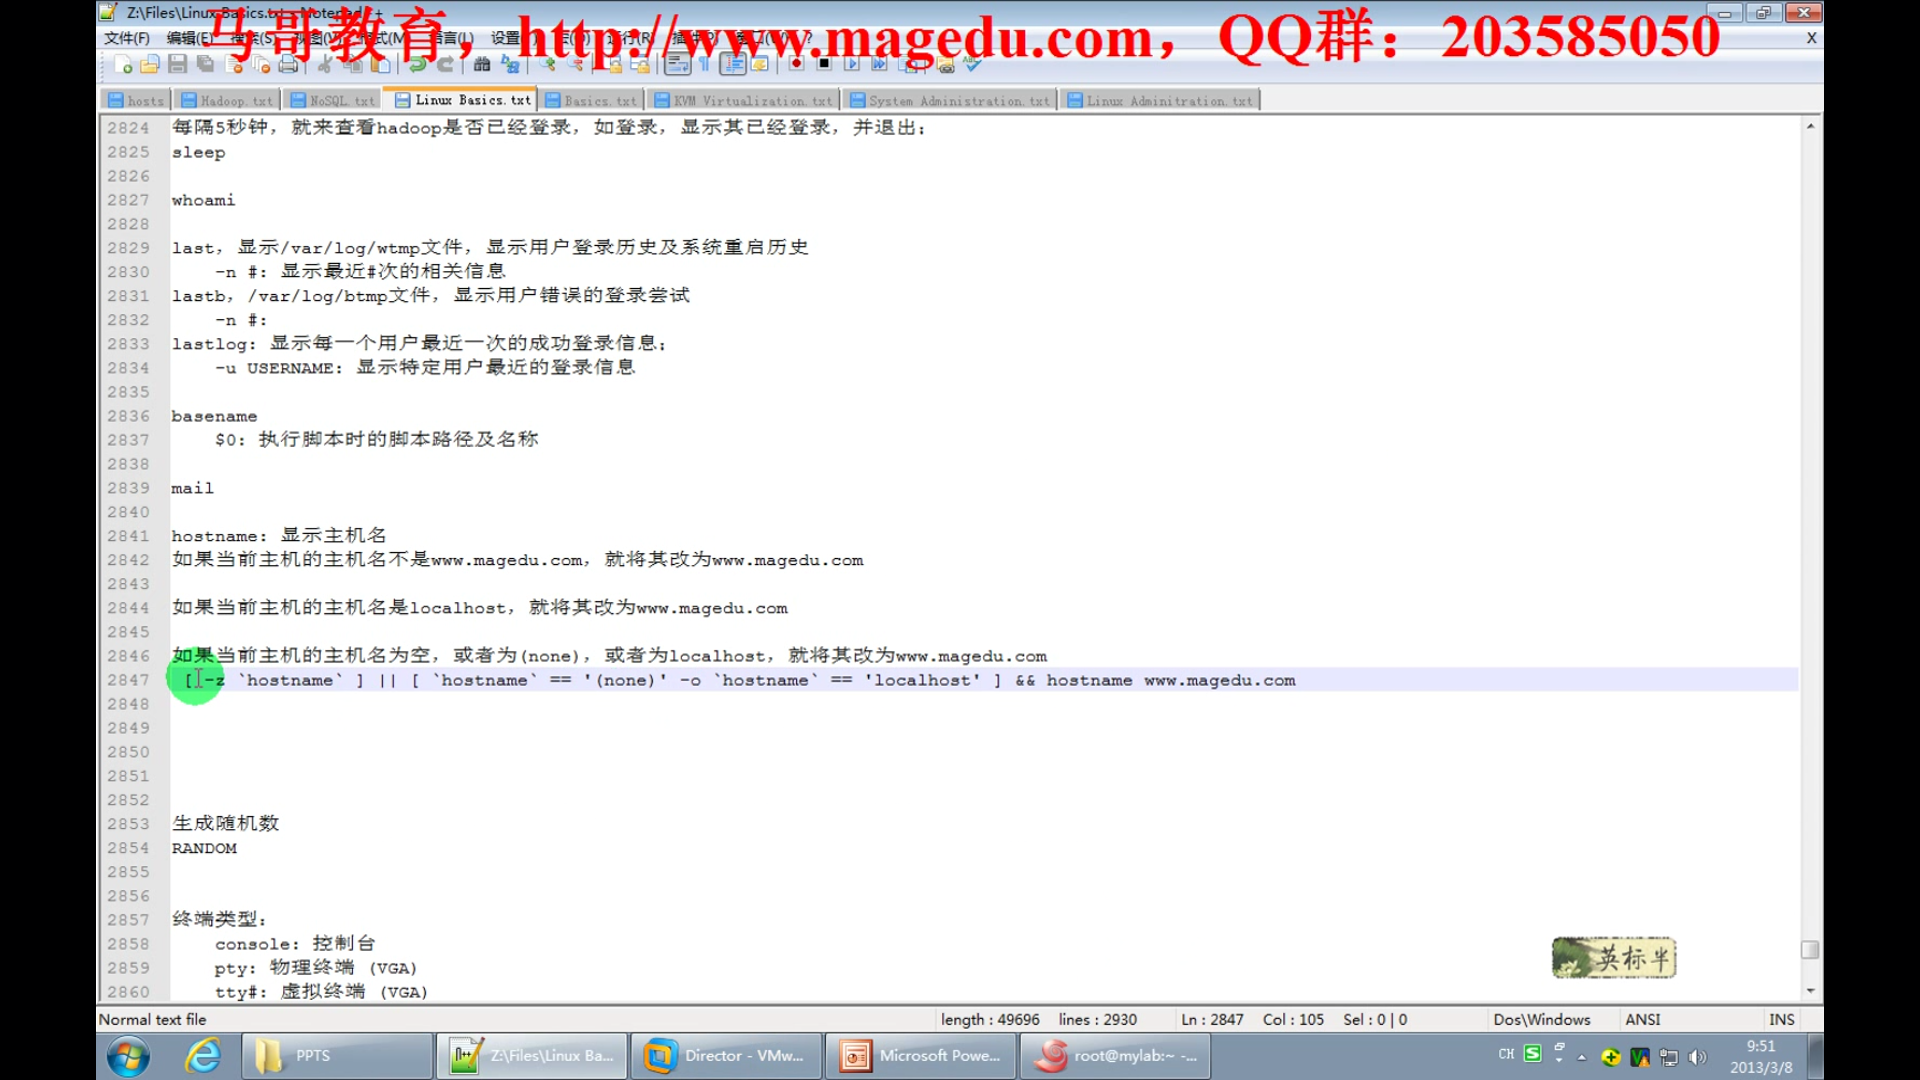 Z:\Files\Linux Basics.txt - Notepad++
马哥教育，http://www.magedu.com，QQ群：203585050
文件(F) 编辑(E) 搜索(S) 视图(V) 格式(M) 语言(L) 设置 运行(R) X
hosts Hadoop.txt NoSQL.txt Linux Basics.txt Basics.txt KVM Virtualization.txt System Administration.txt Linux Adminitration.txt
2824 每隔5秒钟，就来查看hadoop是否已经登录，如登录，显示其已经登录，并退出；
2825 sleep
2826
2827 whoami
2828
2829 last，显示/var/log/wtmp文件，显示用户登录历史及系统重启历史
2830 -n #: 显示最近#次的相关信息
2831 lastb，/var/log/btmp文件，显示用户错误的登录尝试
2832 -n #:
2833 lastlog: 显示每一个用户最近一次的成功登录信息；
2834 -u USERNAME: 显示特定用户最近的登录信息
2835
2836 basename
2837 $0: 执行脚本时的脚本路径及名称
2838
2839 mail
2840
2841 hostname: 显示主机名
2842 如果当前主机的主机名不是www.magedu.com，就将其改为www.magedu.com
2843
2844 如果当前主机的主机名是localhost，就将其改为www.magedu.com
2845
2846 如果当前主机的主机名为空，或者为(none)，或者为localhost，就将其改为www.magedu.com
2847 [ -z `hostname` ] || [ `hostname` == '(none)' -o `hostname` == 'localhost' ] && hostname www.magedu.com
2848
2849
2850
2851
2852
2853 生成随机数
2854 RANDOM
2855
2856
2857 终端类型：
2858 console: 控制台
2859 pty: 物理终端 (VGA)
2860 tty#: 虚拟终端 (VGA)
英标半
Normal text file length : 49696 lines : 2930 Ln : 2847 Col : 105 Sel : 0 | 0 Dos\Windows ANSI INS
PPTS Z:\Files\Linux Ba... Director - VMw... Microsoft Powe... root@mylab:~ -... CH 9:51
2013/3/8